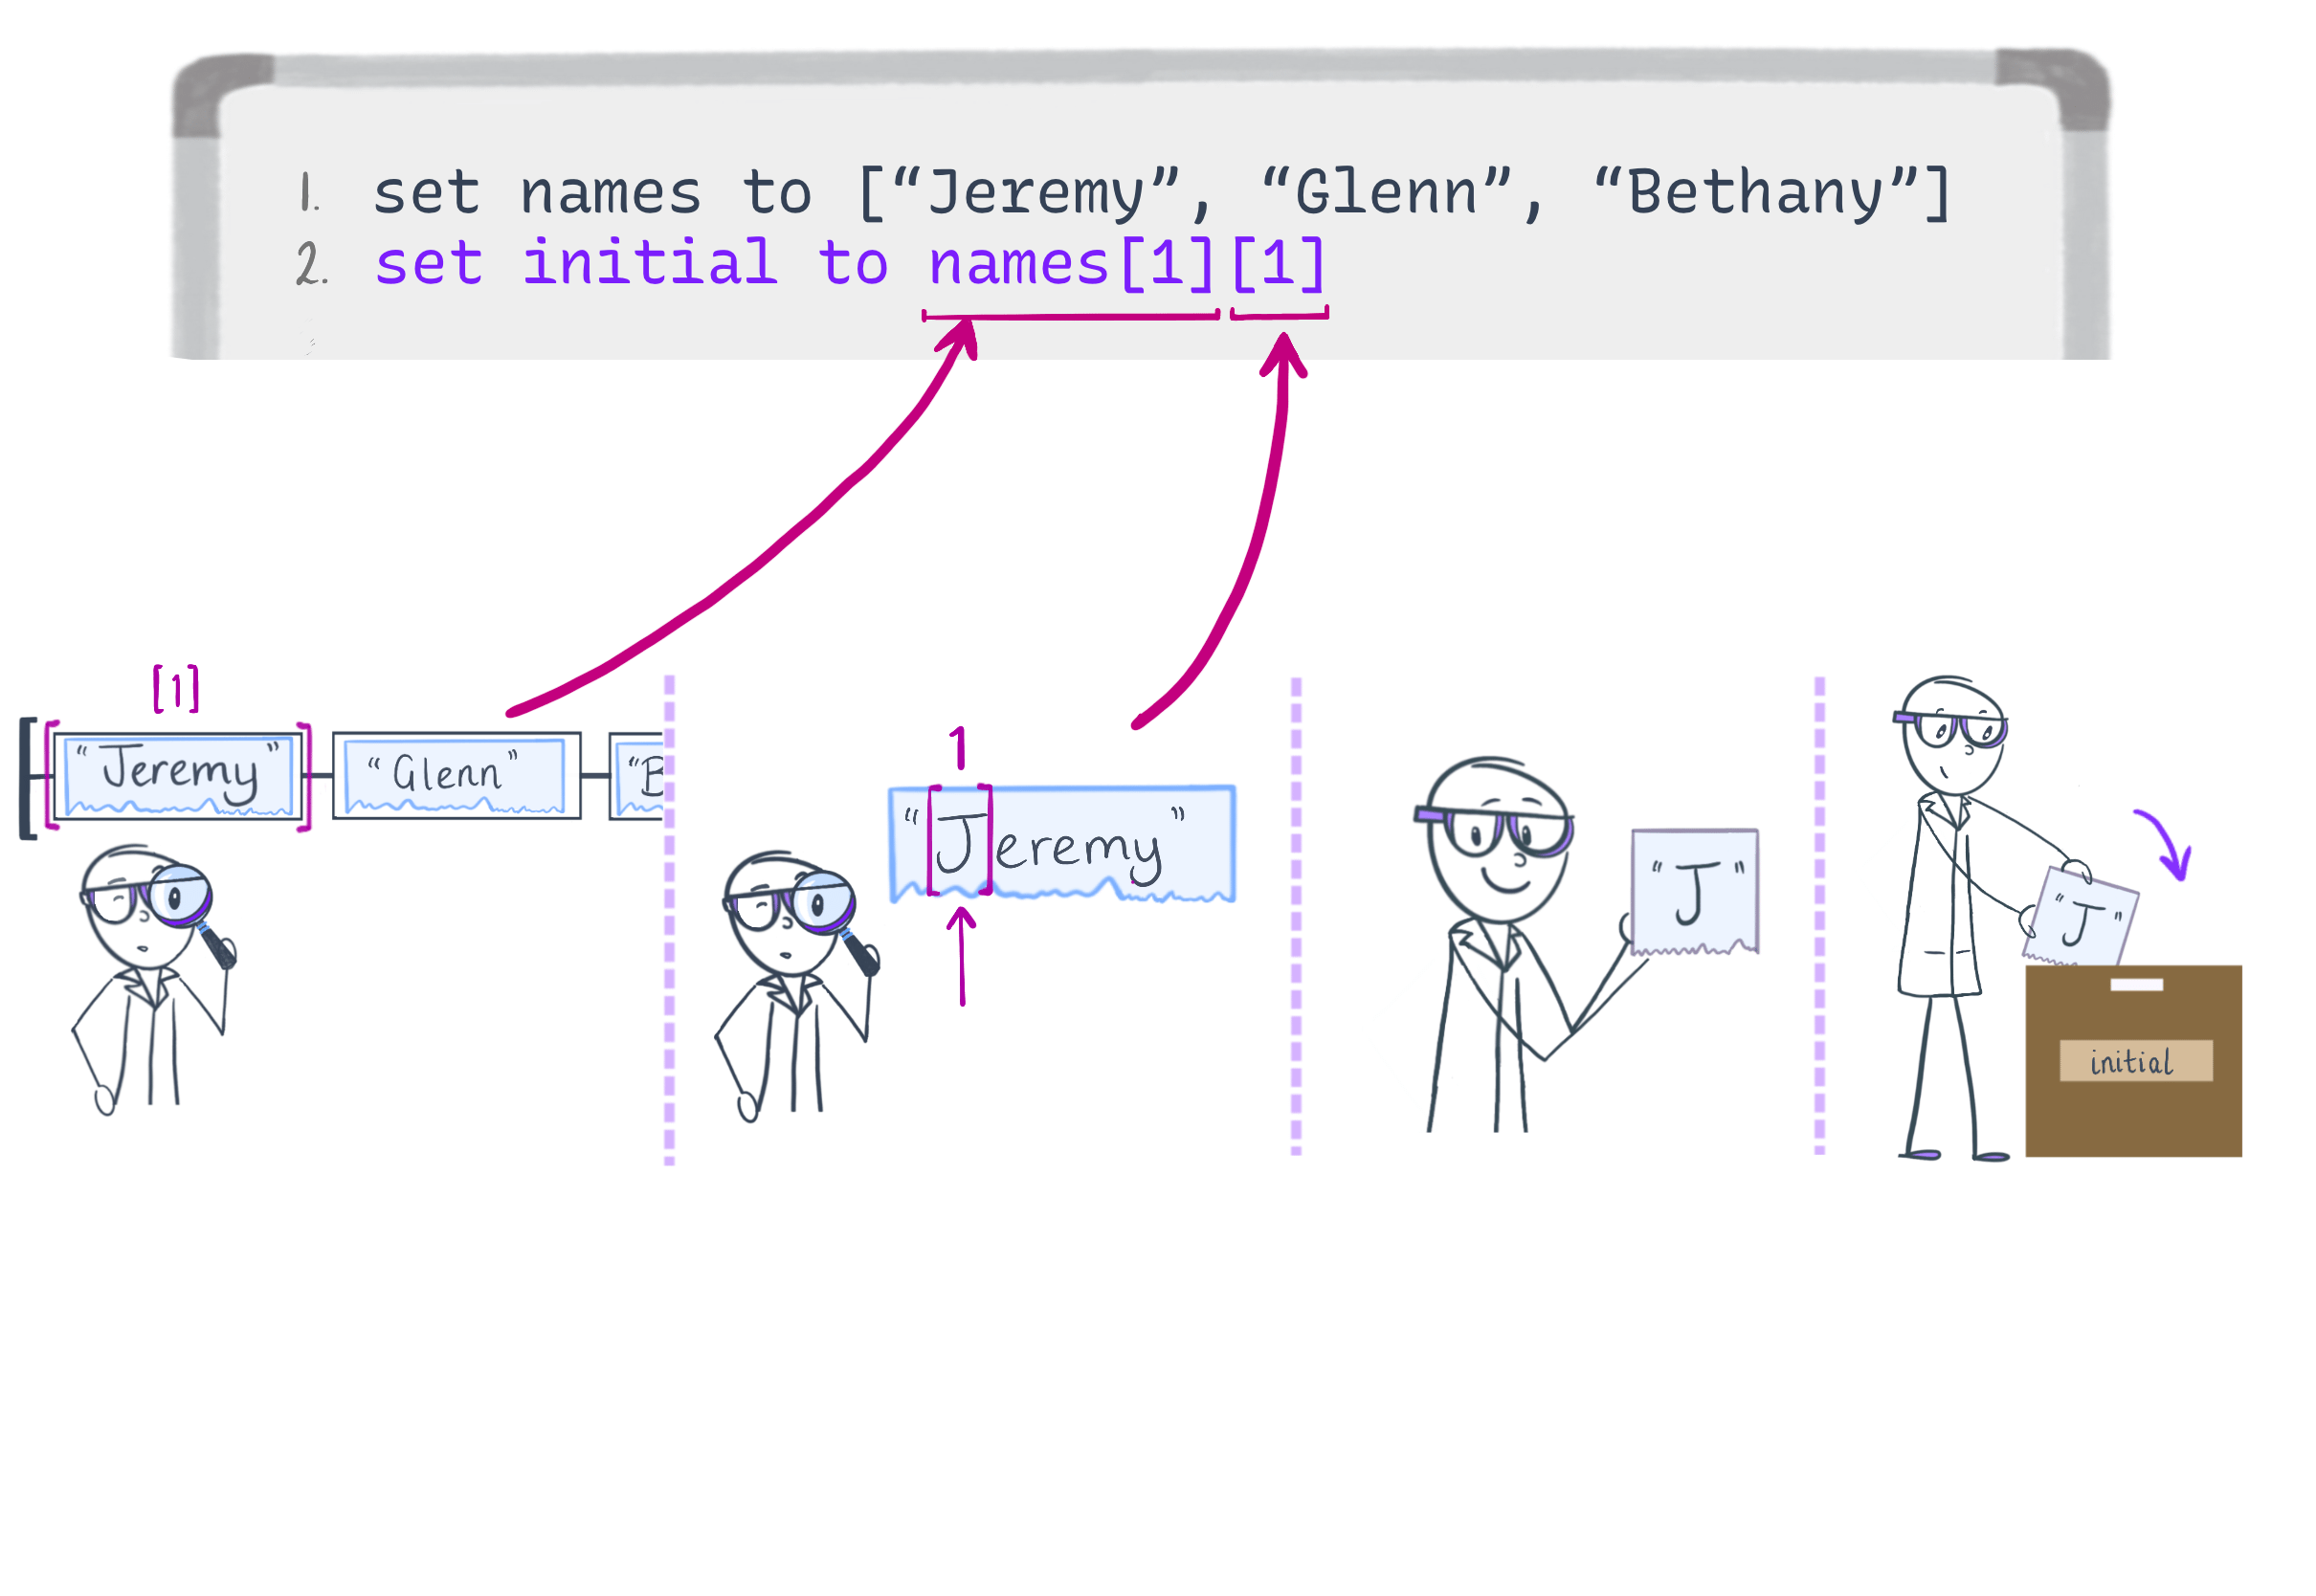 1. set names to [“Jeremy”, “Glenn”, “Bethany”]
2. set initial to names[1][1]
[1]
“Jeremy” “Glenn” “B
1
“Jeremy”
“J”
“J”
initial